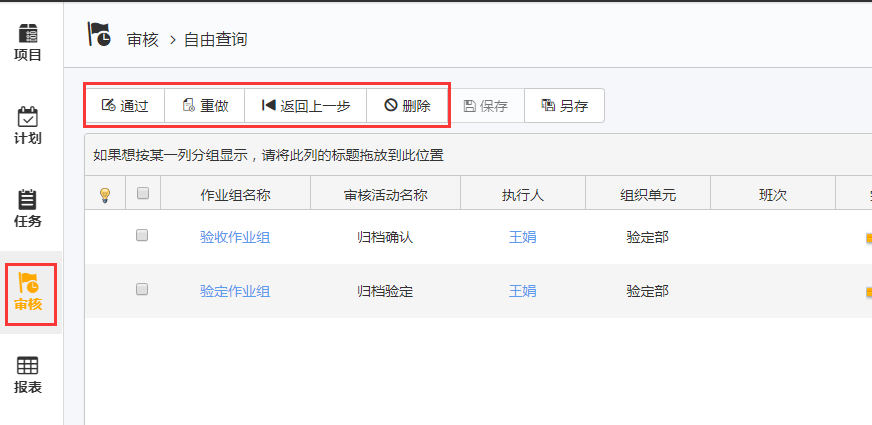 项目
计划
任务
审核
报表
审核 > 自由查询
通过 重做 返回上一步 删除 保存 另存
如果想按某一列分组显示，请将此列的标题拖放到此位置
作业组名称 审核活动名称 执行人 组织单元 班次
验收作业组 归档确认 王娟 验定部
验定作业组 归档验定 王娟 验定部